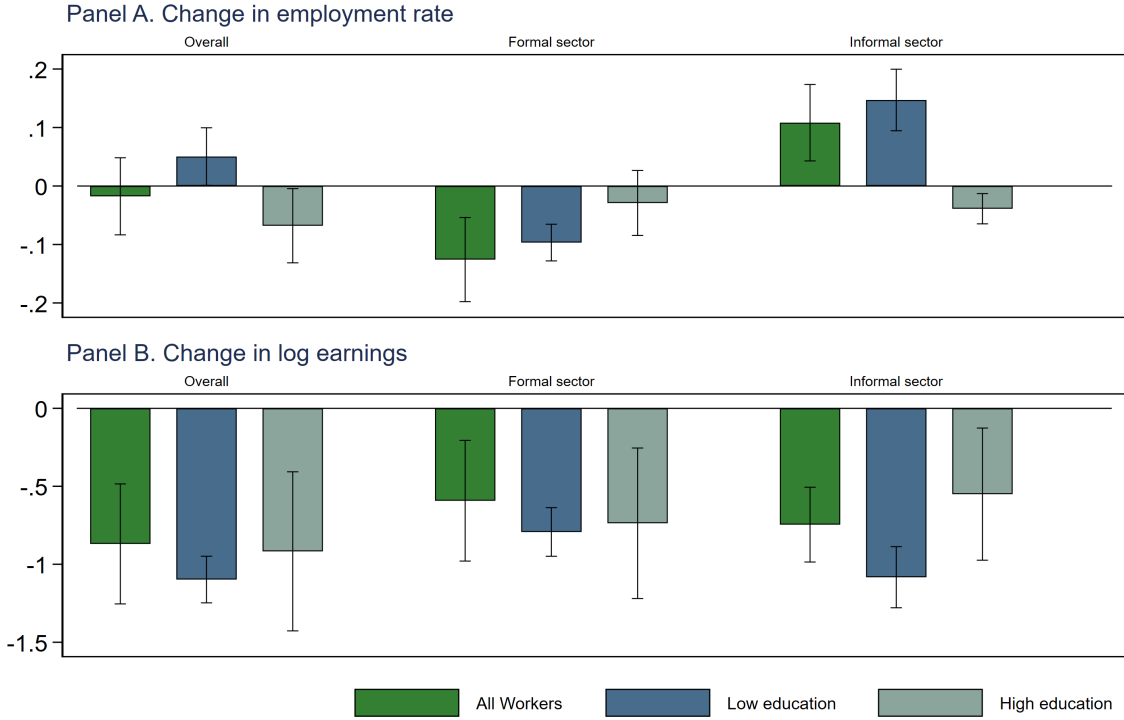 Panel A. Change in employment rate
Overall Formal sector Informal sector
.2
.1
0
-.1
-.2
Panel B. Change in log earnings
Overall Formal sector Informal sector
0
-.5
-1
-1.5
All Workers Low education High education